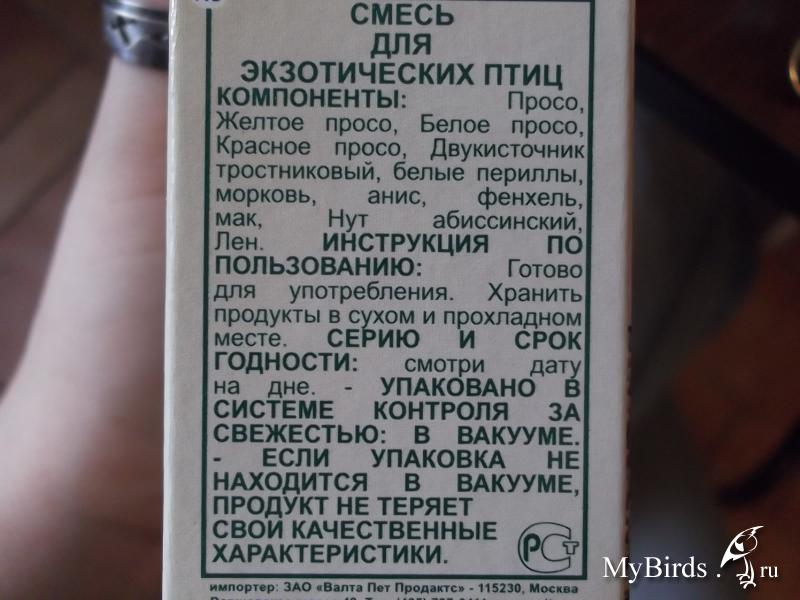 СМЕСЬ
ДЛЯ
ЭКЗОТИЧЕСКИХ ПТИЦ
КОМПОНЕНТЫ: Просо,
Желтое просо, Белое просо,
Красное просо, Двукисточник
тростниковый, белые периллы,
морковь, анис, фенхель,
мак, Нут абиссинский,
Лен. ИНСТРУКЦИЯ ПО
ПОЛЬЗОВАНИЮ: Готово
для употребления. Хранить
продукты в сухом и прохладном
месте. СЕРИЮ И СРОК
ГОДНОСТИ: смотри дату
на дне. - УПАКОВАНО В
СИСТЕМЕ КОНТРОЛЯ ЗА
СВЕЖЕСТЬЮ: В ВАКУУМЕ.
- ЕСЛИ УПАКОВКА НЕ
НАХОДИТСЯ В ВАКУУМЕ,
ПРОДУКТ НЕ ТЕРЯЕТ
СВОИ КАЧЕСТВЕННЫЕ
ХАРАКТЕРИСТИКИ.
РСТ
импортер: ЗАО «Валта Пет Продактс» - 115230, Москва
MyBirds.ru